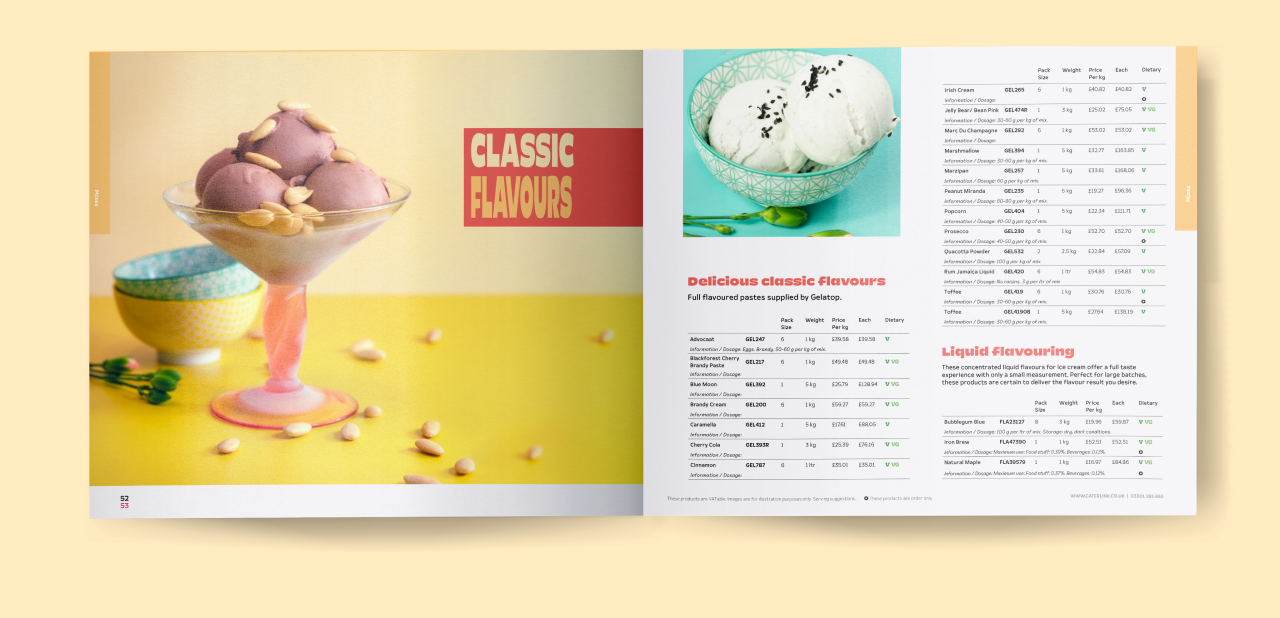 CLASSIC
FLAVOURS
52
53
Delicious classic flavours
Full flavoured pastes supplied by Gelatop.
Pack Size Weight Price Per kg Each Dietary
Advocaat GEL247 6 1 kg £39.58 £39.58 V
Information / Dosage: Eggs. Brandy. 50-60 g per kg of mix.
Blackforest Cherry Brandy Paste GEL217 6 1 kg £49.48 £49.48 V VG
Information / Dosage:
Blue Moon GEL392 1 5 kg £25.79 £128.94 V VG
Information / Dosage:
Brandy Cream GEL200 6 1 kg £59.27 £59.27 V VG
Information / Dosage:
Caramella GEL412 1 5 kg £17.61 £88.05 V
Information / Dosage:
Cherry Cola GEL393R 1 3 kg £25.39 £76.16 V VG
Information / Dosage:
Cinnamon GEL787 6 1 ltr £35.01 £35.01 V VG
Information / Dosage:
Pack Size Weight Price Per kg Each Dietary
Irish Cream GEL265 6 1 kg £40.82 £40.82 V
Information / Dosage:
Jelly Bear/ Bean Pink GEL474R 1 3 kg £25.02 £75.05 V VG
Information / Dosage: 30-60 g per kg of mix.
Marc Du Champagne GEL292 6 1 kg £53.02 £53.02 V VG
Information / Dosage:
Marshmallow GEL394 1 5 kg £32.77 £163.85 V
Information / Dosage: 30-60 g per kg of mix.
Marzipan GEL257 1 5 kg £33.61 £168.06 V
Information / Dosage: 60 g per kg of mix.
Peanut Miranda GEL235 1 5 kg £19.27 £96.36 V
Information / Dosage: 60-80 g per kg of mix.
Popcorn GEL404 1 5 kg £22.34 £111.71 V
Information / Dosage: 40-50 g per kg of mix.
Prosecco GEL230 6 1 kg £52.70 £52.70 V VG
Information / Dosage: 40-50 g per kg of mix.
Quacotta Powder GEL532 2 2.5 kg £22.84 £57.09 V
Information / Dosage: 100 g per kg of mix.
Rum Jamaica Liquid GEL420 6 1 ltr £54.83 £54.83 V VG
Information / Dosage: No raisins. 3 g per ltr of mix
Toffee GEL419 6 1 kg £30.76 £30.76 V
Information / Dosage: 30-60 g per kg of mix.
Toffee GEL41908 1 5 kg £27.64 £138.19 V
Information / Dosage: 30-60 g per kg of mix.
Liquid flavouring
These concentrated liquid flavours for ice cream offer a full taste
experience with only a small measurement. Perfect for large batches,
these products are certain to deliver the flavour result you desire.
Pack Size Weight Price Per kg Each Dietary
Bubblegum Blue FLA23127 8 3 kg £19.96 £59.87 V VG
Information / Dosage: 100 g per ltr of mix. Storage: dry, dark conditions.
Iron Brew FLA47390 1 1 kg £52.51 £52.51 V VG
Information / Dosage: Maximum use: Food stuff: Beverages: 0.13%.
Natural Maple FLA39579 1 1 kg £16.97 £84.86 V VG
Information / Dosage: Maximum use: Food stuff: Beverages: 0.12%.
These products are VATable. Images are for illustration purposes only. Serving suggestions. These products are order only.
WWW.CATERLINK.CO.UK |